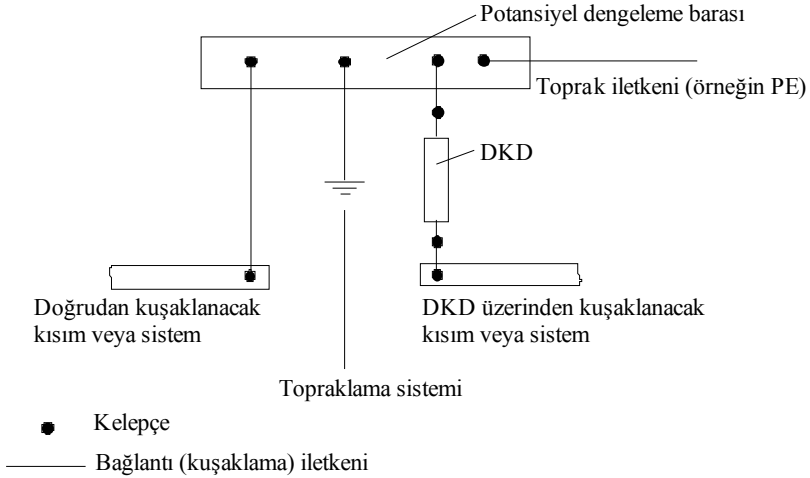 Potansiyel dengeleme barası
Toprak iletkeni (örneğin PE)
DKD
Doğrudan kuşaklanacak
kısım veya sistem
DKD üzerinden kuşaklanacak
kısım veya sistem
Topraklama sistemi
Kelepçe
Bağlantı (kuşaklama) iletkeni